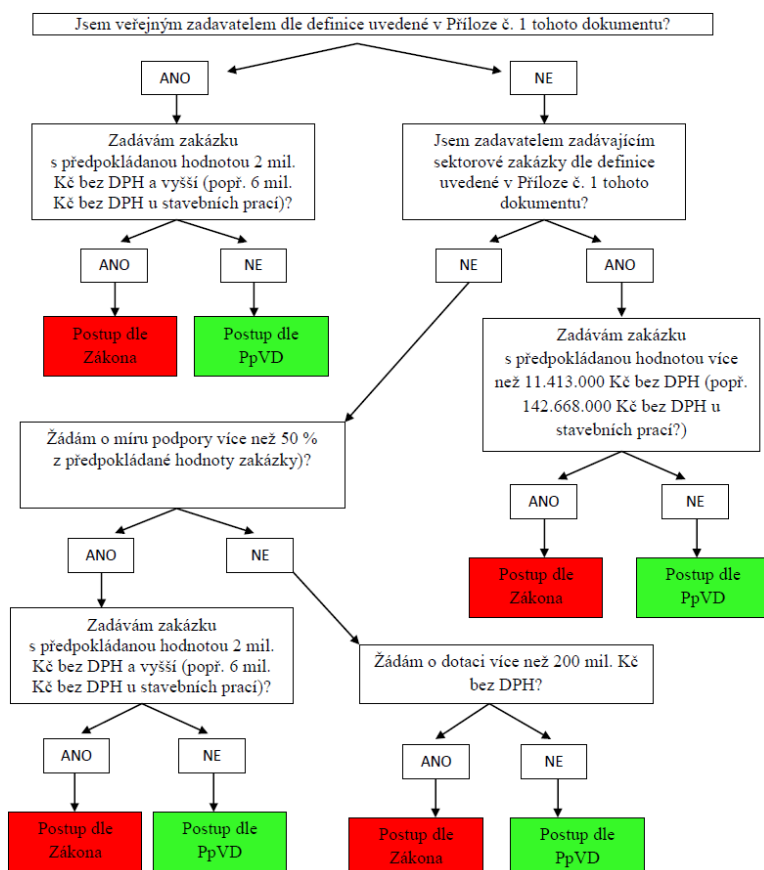 Jsem veřejným zadavatelem dle definice uvedené v Příloze č. 1 tohoto dokumentu?
ANO
NE
Zadávám zakázku
s předpokládanou hodnotou 2 mil.
Kč bez DPH a vyšší (popř. 6 mil.
Kč bez DPH u stavebních prací)?
Jsem zadavatelem zadávajícím
sektorové zakázky dle definice
uvedené v Příloze č. 1 tohoto
dokumentu?
ANO
NE
NE
ANO
Postup dle
Zákona
Postup dle
PpVD
Zadávám zakázku
s předpokládanou hodnotou více
než 11.413.000 Kč bez DPH (popř.
142.668.000 Kč bez DPH u
stavebních prací?)
Žádám o míru podpory více než 50 %
z předpokládané hodnoty zakázky)?
ANO
NE
ANO
NE
Postup dle
Zákona
Postup dle
PpVD
Zadávám zakázku
s předpokládanou hodnotou 2 mil.
Kč bez DPH a vyšší (popř. 6 mil.
Kč bez DPH u stavebních prací)?
Žádám o dotaci více než 200 mil. Kč
bez DPH?
ANO
NE
ANO
NE
Postup dle
Zákona
Postup dle
PpVD
Postup dle
Zákona
Postup dle
PpVD